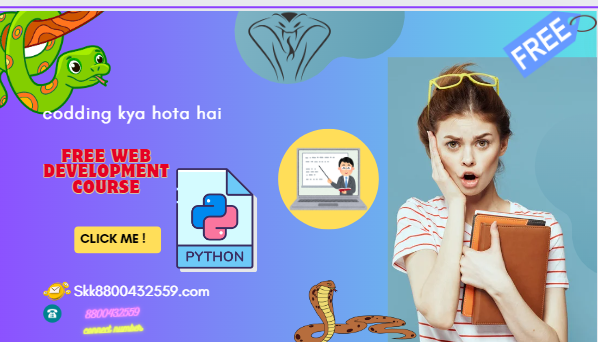 FREE
codding kya hota hai
FREE WEB
DEVELOPMENT
COURSE
CLICK ME !
PYTHON
Skk8800432559.com
8800432559
connect number.